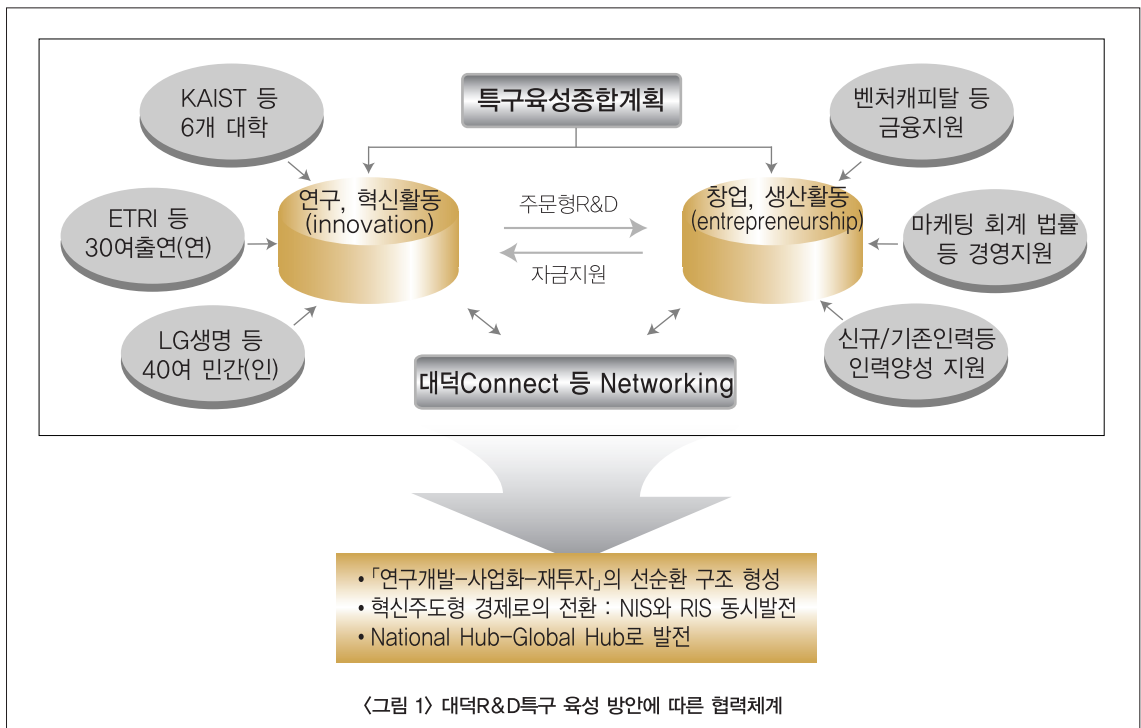 KAIST 등
6개 대학
특구육성종합계획
벤처캐피탈 등
금융지원
ETRI 등
30여출연(연)
연구, 혁신활동
(innovation)
주문형R&D
자금지원
창업, 생산활동
(entrepreneurship)
마케팅 회계 법률
등 경영지원
LG생명 등
40여 민간(인)
대덕Connect 등 Networking
신규/기존인력등
인력양성 지원
• 「연구개발-사업화-재투자」의 선순환 구조 형성
• 혁신주도형 경제로의 전환 : NIS와 RIS 동시발전
• National Hub-Global Hub로 발전
〈그림 1〉 대덕R&D특구 육성 방안에 따른 협력체계